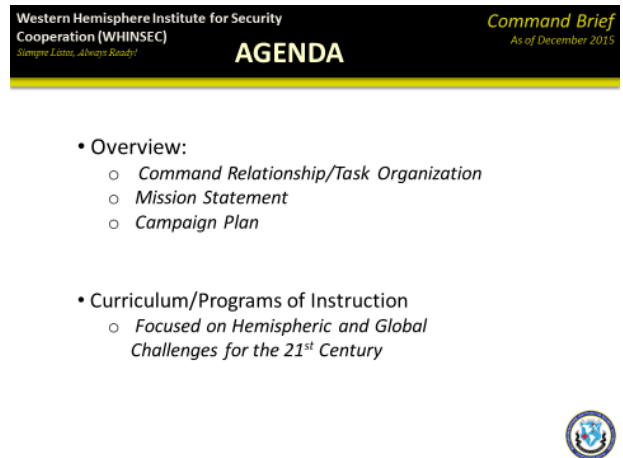 Western Hemisphere Institute for Security
Cooperation (WHINSEC)
Siempre Listos, Always Ready!
AGENDA
Command Brief
As of December 2015
• Overview:
o Command Relationship/Task Organization
o Mission Statement
o Campaign Plan
• Curriculum/Programs of Instruction
o Focused on Hemispheric and Global
Challenges for the 21st Century